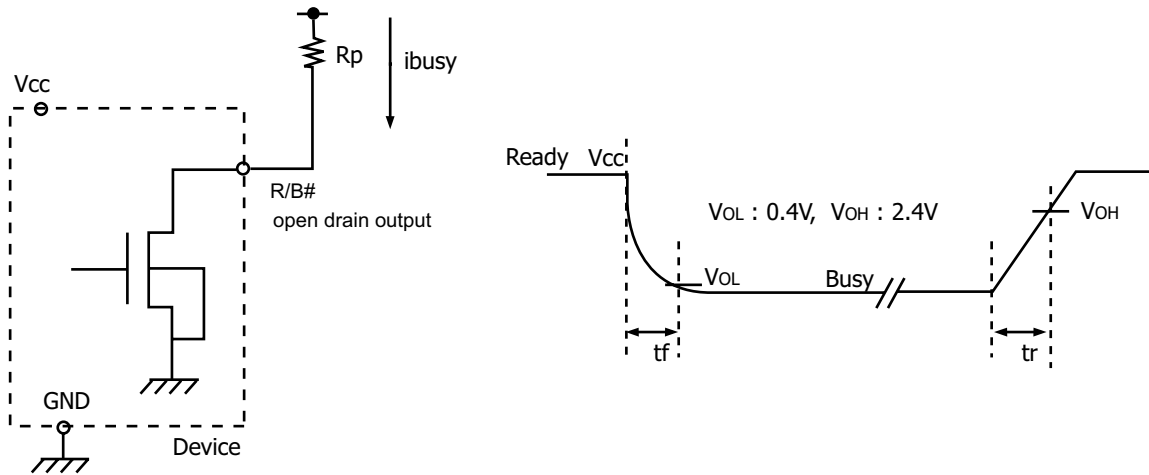 Rp
ibusy
Vcc
R/B#
open drain output
GND
Device
Ready Vcc
VOL : 0.4V, VOH : 2.4V
VOH
VOL
Busy
tf
tr